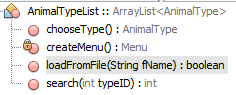 AnimalTypeList :: ArrayList<AnimalType>
chooseType() : AnimalType
createMenu() : Menu
loadFromFile(String fName) : boolean
search(int typeID) : int